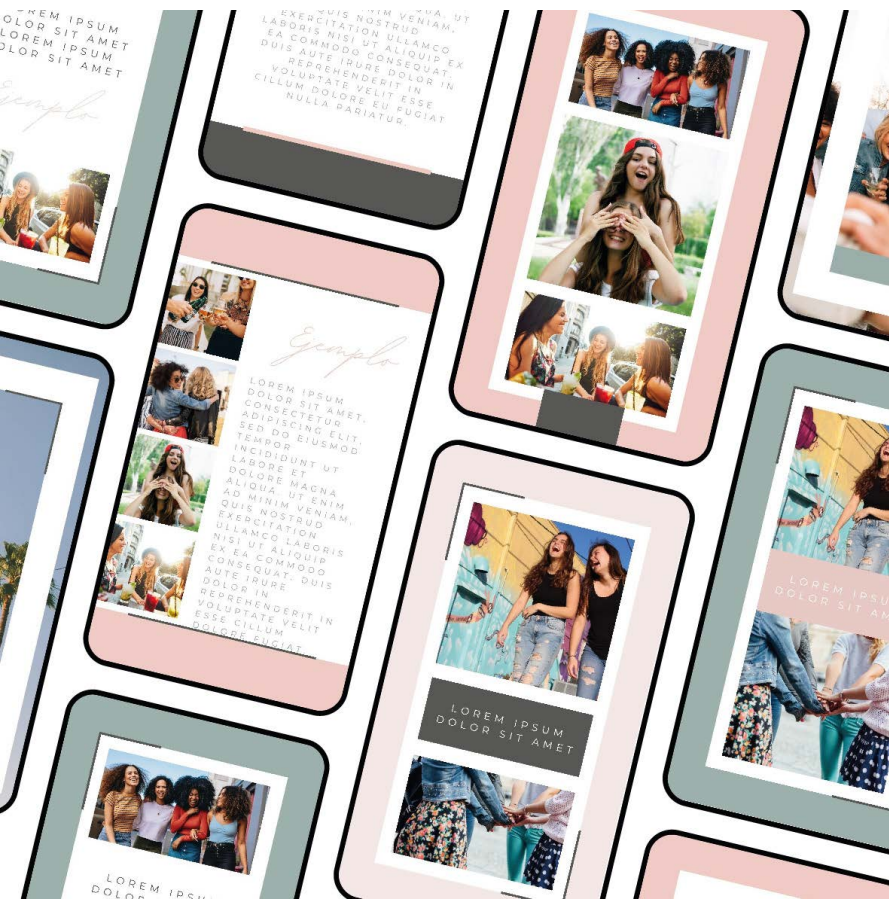 OREM IPSUM
OLOR SIT AMET
LOREM IPSUM
OLOR SIT AMET
Ejemplo
UT
QUIS NOSTRUD
EXERCITATION ULLAMCO
LABORIS NISI UT ALIQUIP EX
EA COMMODO CONSEQUAT.
DUIS AUTE IRURE DOLOR IN
REPREHENDERIT IN
VOLUPTATE VELIT ESSE
CILLUM DOLORE EU FUGIAT
NULLA PARIATUR.
Ejemplo
LOREM IPSUM
DOLOR SIT AMET,
CONSECTETUR
ADIPISCING ELIT,
SED DO EIUSMOD
TEMPOR
INCIDIDUNT UT
LABORE ET
DOLORE MAGNA
ALIQUA. UT ENIM
AD MINIM VENIAM,
QUIS NOSTRUD
EXERCITATION
ULLAMCO LABORIS
NISI UT ALIQUIP
EX EA COMMODO
CONSEQUAT. DUIS
AUTE IRURE
DOLOR IN
REPREHENDERIT IN
VOLUPTATE VELIT
ESSE CILLUM
DOLORE FUGIAT
LOREM IPSUM
DOLOR SIT AMET
LOREM IPSU
DOLOR SIT AM
LOREM IPSU
DOLOR